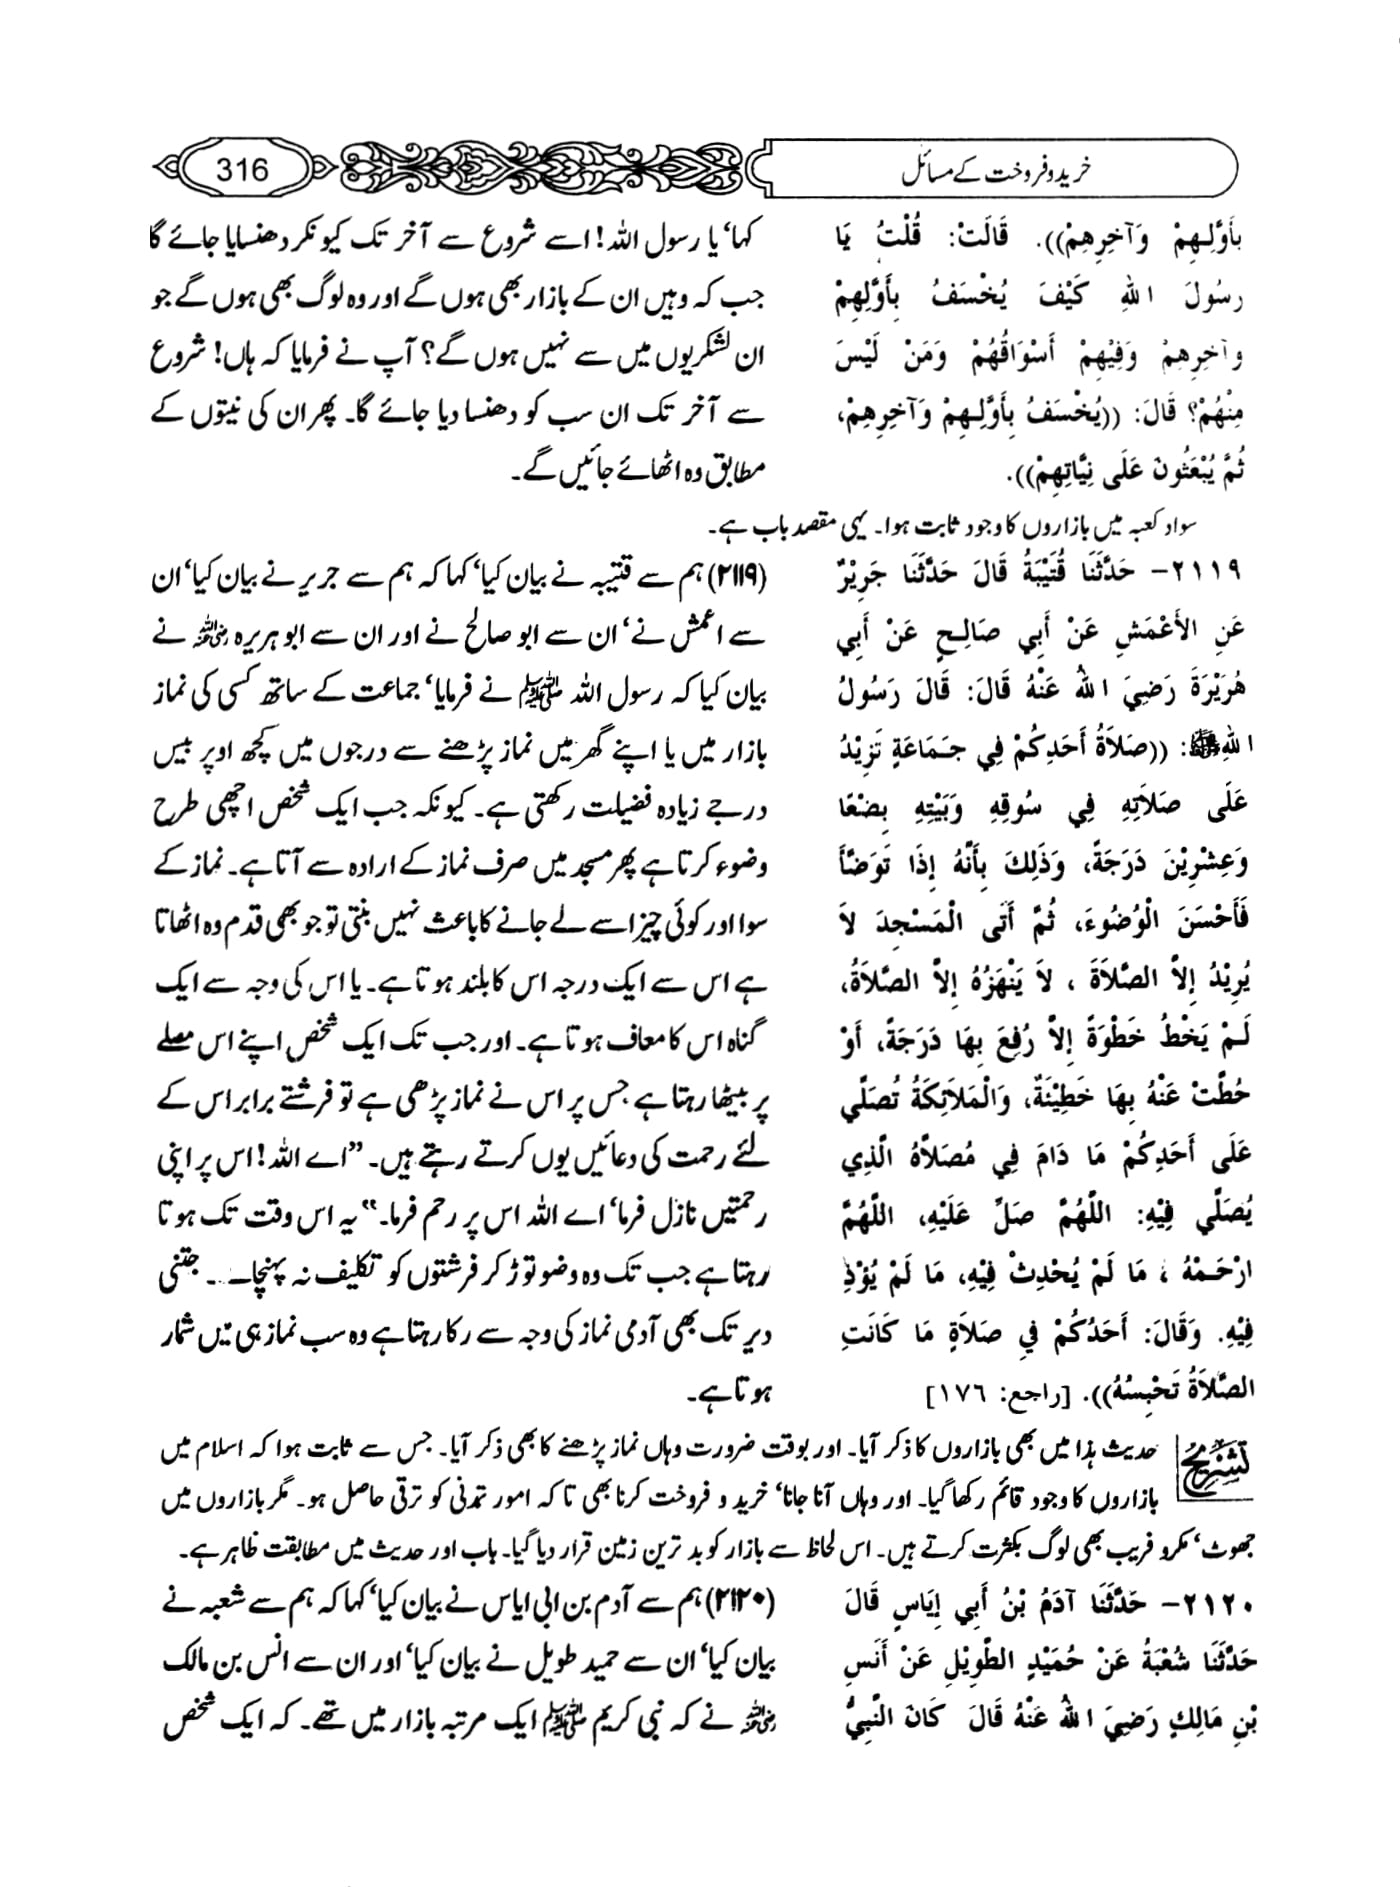 خرید و فروخت کے مسائل
316
بِأَوَّلِهِمْ وَآخِرِهِمْ)). قَالَتْ: قُلْتُ يَا
رَسُولَ اللهِ كَيْفَ يُخْسَفُ بِأَوَّلِهِمْ
وآخِرِهِمْ وَفِيْهِمْ أَسْوَاقُهُمْ وَمَنْ لَيْسَ
مِنْهُمْ؟ قَالَ: ((يُخْسَفُ بِأَوَّلِهِمْ وَآخِرِهِمْ،
ثُمَّ يُبْعَثُونَ عَلَى نِيَّاتِهِمْ)).
کہا‘ یا رسول اللہ! اسے شروع سے آخر تک کیونکر دھنسایا جائے گا
جب کہ وہیں ان کے بازار بھی ہوں گے اور وہ لوگ بھی ہوں گے جو
ان لشکریوں میں سے نہیں ہوں گے؟ آپ نے فرمایا کہ ہاں! شروع
سے آخر تک ان سب کو دھنسا دیا جائے گا۔ پھر ان کی نیتوں کے
مطابق وہ اٹھائے جائیں گے۔
سواد کعبہ میں بازاروں کا وجود ثابت ہوا۔ یہی مقصد باب ہے۔
٢١١٩- حَدَّثَنَا قُتَيْبَةُ قَالَ حَدَّثَنَا جَرِيْرٌ
عَنِ الأَعْمَشِ عَنْ أَبِي صَالِحٍ عَنْ أَبِي
هُرَيْرَةَ رَضِيَ اللهُ عَنْهُ قَالَ: قَالَ رَسُولُ
اللهِ ﷺ: ((صَلاَةُ أَحَدِكُمْ فِي جَمَاعَةٍ تَزِيْدُ
عَلَى صَلاَتِهِ فِي سُوقِهِ وَبَيْتِهِ بِضْعًا
وَعِشْرِيْنَ دَرَجَةً، وَذَلِكَ بِأَنَّهُ إِذَا تَوَضَّأَ
فَأَحْسَنَ الْوُضُوءَ، ثُمَّ أَتَى الْمَسْجِدَ لاَ
يُرِيْدُ إِلاَّ الصَّلاَةَ ، لاَ يَنْهَزُهُ إِلاَّ الصَّلاَةُ،
لَمْ يَخْطُ خَطْوَةً إِلاَّ رُفِعَ بِهَا دَرَجَةً، أَوْ
حُطَّتْ عَنْهُ بِهَا خَطِيْئَةٌ، وَالْمَلاَئِكَةُ تُصَلِّي
عَلَى أَحَدِكُمْ مَا دَامَ فِي مُصَلاَّهُ الَّذِي
يُصَلِّي فِيْهِ: اللَّهُمَّ صَلِّ عَلَيْهِ، اللَّهُمَّ
ارْحَمْهُ ، مَا لَمْ يُحْدِثْ فِيْهِ، مَا لَمْ يُؤْذِ
فِيْهِ. وَقَالَ: أَحَدُكُمْ فِي صَلاَةٍ مَا كَانَتِ
الصَّلاَةُ تَحْبِسُهُ)). [راجع: ١٧٦]
(۲۱۱۹) ہم سے قتیبہ نے بیان کیا‘ کہا کہ ہم سے جریر نے بیان کیا‘ ان
سے اعمش نے‘ ان سے ابو صالح نے اور ان سے ابو ہریرہ رضی اللہ عنہ نے
بیان کیا کہ رسول اللہ ﷺ نے فرمایا‘ جماعت کے ساتھ کسی کی نماز
بازار میں یا اپنے گھر میں نماز پڑھنے سے درجوں میں کچھ اوپر بیس
درجے زیادہ فضیلت رکھتی ہے۔ کیونکہ جب ایک شخص اچھی طرح
وضوء کرتا ہے پھر مسجد میں صرف نماز کے ارادہ سے آتا ہے۔ نماز کے
سوا اور کوئی چیز اسے لے جانے کا باعث نہیں بنتی تو جو بھی قدم وہ اٹھاتا
ہے اس سے ایک درجہ اس کا بلند ہوتا ہے۔ یا اس کی وجہ سے ایک
گناہ اس کا معاف ہوتا ہے۔ اور جب تک ایک شخص اپنے اس مصلے
پر بیٹھا رہتا ہے جس پر اس نے نماز پڑھی ہے تو فرشتے برابر اس کے
لئے رحمت کی دعائیں یوں کرتے رہتے ہیں۔ ”اے اللہ! اس پر اپنی
رحمتیں نازل فرما‘ اے اللہ اس پر رحم فرما۔“ یہ اس وقت تک ہوتا
رہتا ہے جب تک وہ وضو توڑ کر فرشتوں کو تکلیف نہ پہنچائے۔ جتنی
دیر تک بھی آدمی نماز کی وجہ سے رکا رہتا ہے وہ سب نماز ہی میں شمار
ہوتا ہے۔
تشریح
حدیث ہذا میں بھی بازاروں کا ذکر آیا۔ اور بوقت ضرورت وہاں نماز پڑھنے کا بھی ذکر آیا۔ جس سے ثابت ہوا کہ اسلام میں
بازاروں کا وجود قائم رکھا گیا۔ اور وہاں آنا جانا‘ خرید و فروخت کرنا بھی تاکہ امور تمدنی کو ترقی حاصل ہو۔ مگر بازاروں میں
جھوٹ‘ مکر و فریب بھی لوگ بکثرت کرتے ہیں۔ اس لحاظ سے بازار کو بد ترین زمین قرار دیا گیا۔ باب اور حدیث میں مطابقت ظاہر ہے۔
٢١٢٠- حَدَّثَنَا آدَمُ بْنُ أَبِي إِيَاسٍ قَالَ
حَدَّثَنَا شُعْبَةُ عَنْ حُمَيْدٍ الطَّوِيْلِ عَنْ أَنَسِ
بْنِ مَالِكٍ رَضِيَ اللهُ عَنْهُ قَالَ كَانَ النَّبِيُّ
(۲۱۲۰) ہم سے آدم بن ابی ایاس نے بیان کیا‘ کہا کہ ہم سے شعبہ نے
بیان کیا‘ ان سے حمید طویل نے بیان کیا‘ اور ان سے انس بن مالک
رضی اللہ عنہ نے کہ نبی کریم ﷺ ایک مرتبہ بازار میں تھے۔ کہ ایک شخص